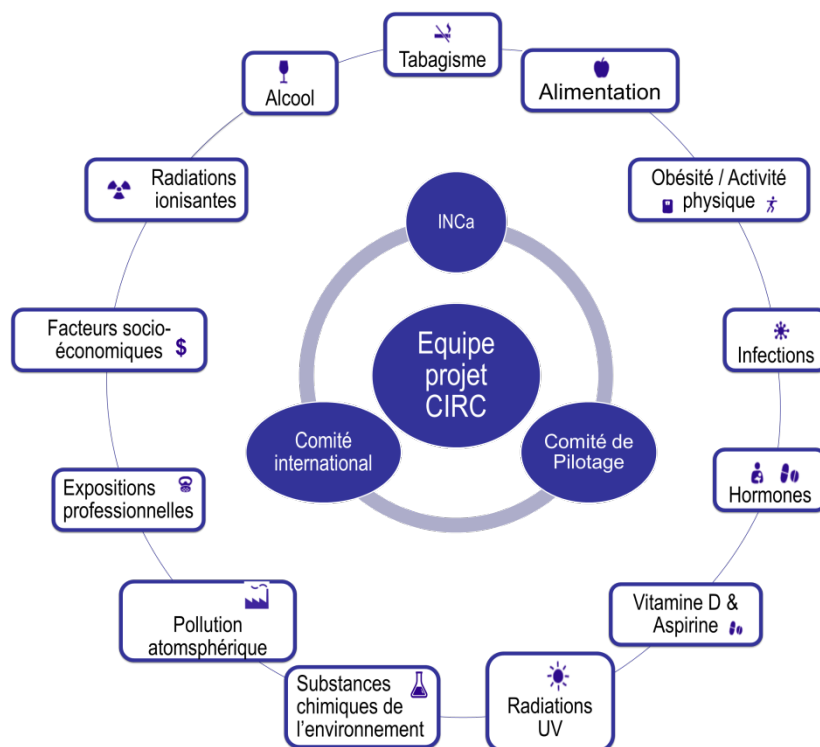 Tabagisme
Alimentation
Obésité / Activité
physique
Infections
Hormones
Vitamine D &
Aspirine
Radiations
UV
Substances
chimiques de
l'environnement
Pollution
atomsphérique
Expositions
professionnelles
Facteurs socio-
économiques $
Radiations
ionisantes
Alcool
INCa
Equipe
projet
CIRC
Comité
international
Comité de
Pilotage